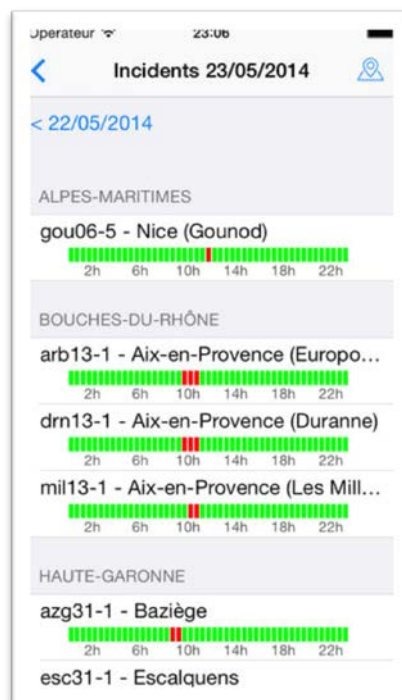 Operateur 23:06
Incidents 23/05/2014
< 22/05/2014
ALPES-MARITIMES
gou06-5 - Nice (Gounod)
2h 6h 10h 14h 18h 22h
BOUCHES-DU-RHÔNE
arb13-1 - Aix-en-Provence (Europo...
2h 6h 10h 14h 18h 22h
drn13-1 - Aix-en-Provence (Duranne)
2h 6h 10h 14h 18h 22h
mil13-1 - Aix-en-Provence (Les Mill...
2h 6h 10h 14h 18h 22h
HAUTE-GARONNE
azg31-1 - Baziège
2h 6h 10h 14h 18h 22h
esc31-1 - Escalquens